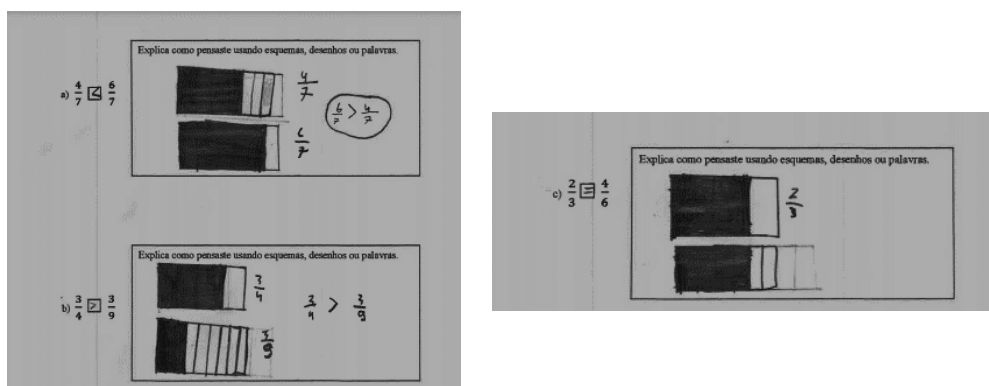 Explica como pensaste usando esquemas, desenhos ou palavras.
a) 4/7 < 6/7
4/7
6/7 > 4/7
6/7
Explica como pensaste usando esquemas, desenhos ou palavras.
b) 3/4 > 3/9
3/4
3/4 > 3/9
3/9
Explica como pensaste usando esquemas, desenhos ou palavras.
c) 2/3 = 4/6
2/3